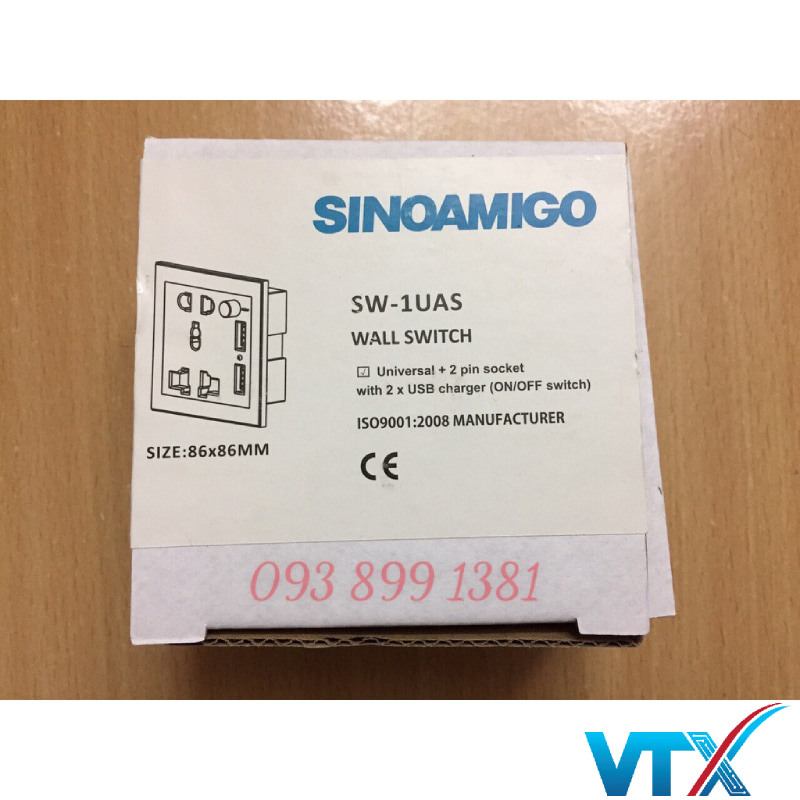 SINOAMIGO
SW-1UAS
WALL SWITCH
☑ Universal + 2 pin socket
with 2 x USB charger (ON/OFF switch)
ISO9001:2008 MANUFACTURER
SIZE:86x86MM
CE
093 899 1381
VTX